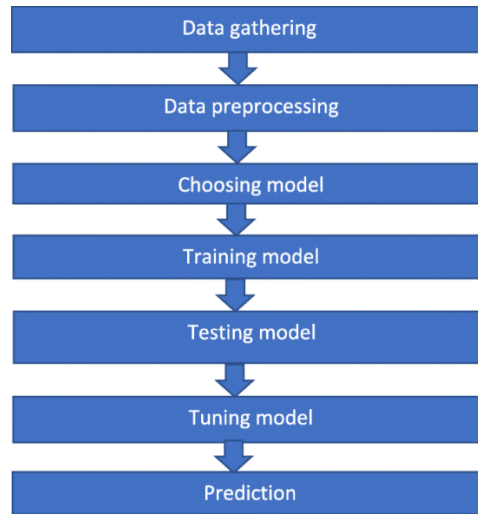 Data gathering
Data preprocessing
Choosing model
Training model
Testing model
Tuning model
Prediction